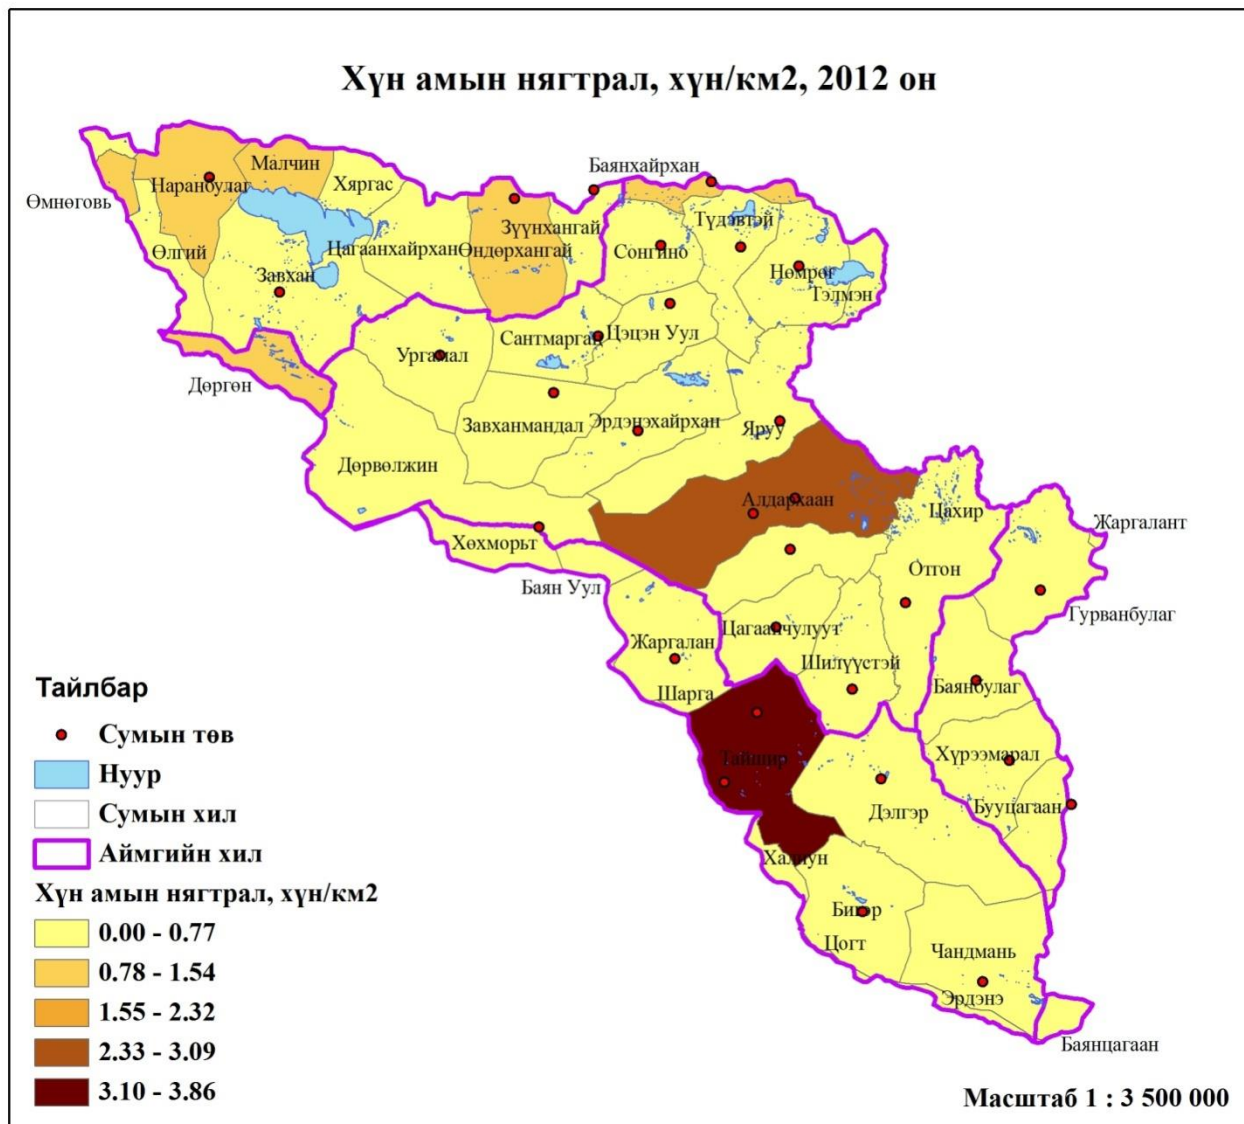 Хүн амын нягтрал, хүн/км2, 2012 он
Баянхайрхан
Малчин
Наранбулаг
Хяргас
Өмнөговь
Түдэвтэй
Зүүнхангай
Өлгий
Цагаанхайрхан
Өндөрхангай
Сонгино
Завхан
Нөмрөг
Тэлмэн
Сантмаргац
Цэцэн Уул
Ургамал
Дөргөн
Завханмандал
Эрдэнэхайрхан
Яруу
Дөрвөлжин
Алдархаан
Цахир
Жаргалант
Хөхморьт
Отгон
Баян Уул
Гурванбулаг
Цагаанчулуут
Жаргалан
Шилүүстэй
Баянбулаг
Шарга
Тайшир
Хүрээмарал
Дэлгэр
Бууцагаан
Халиун
Бигэр
Цогт
Чандмань
Эрдэнэ
Баянцагаан
Тайлбар
Сумын төв
Нуур
Сумын хил
Аймгийн хил
Хүн амын нягтрал, хүн/км2
0.00 - 0.77
0.78 - 1.54
1.55 - 2.32
2.33 - 3.09
3.10 - 3.86
Масштаб 1 : 3 500 000